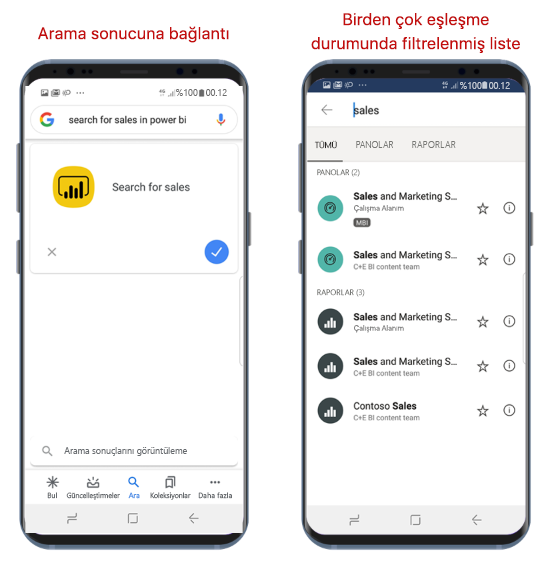 Arama sonucuna bağlantı
%100 00.12
search for sales in power bi
Search for sales
Arama sonuçlarını görüntüleme
Bul Güncelleştirmeler Ara Koleksiyonlar Daha fazla
Birden çok eşleşme
durumunda filtrelenmiş liste
%100 00.12
sales
TÜMÜ PANOLAR RAPORLAR
PANOLAR (2)
Sales and Marketing S...
Çalışma Alanım
MBI
Sales and Marketing S...
C+E BI content team
RAPORLAR (3)
Sales and Marketing S...
Çalışma Alanım
Sales and Marketing S...
C+E BI content team
Contoso Sales
C+E BI content team